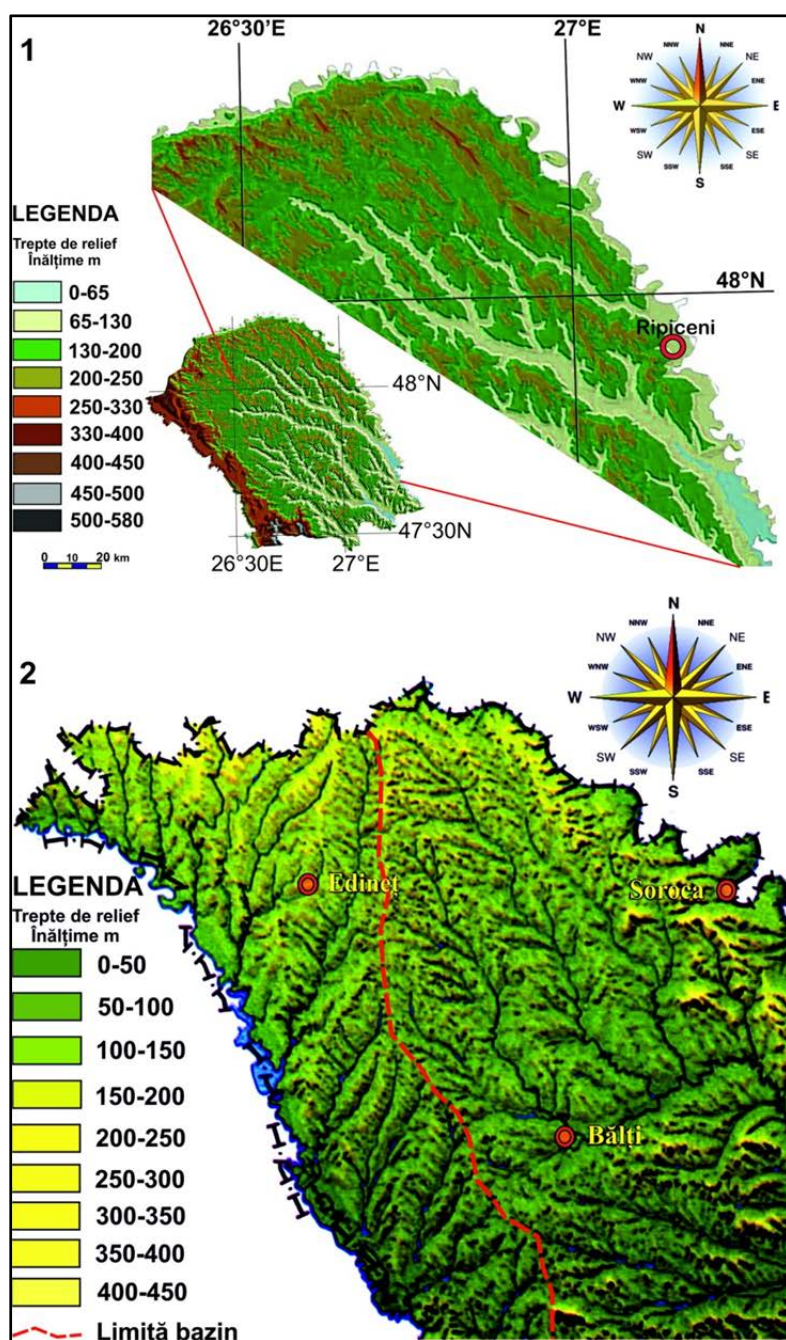 1
26°30'E
27°E
N
NNW
NNE
NW
NE
WNW
ENE
W
E
WSW
ESE
SW
SE
SSW
SSE
S
LEGENDA
Trepte de relief
Înălțime m
0-65
65-130
130-200
200-250
250-330
330-400
400-450
450-500
500-580
0 10 20 km
48°N
Ripiceni
48°N
47°30N
26°30E
27°E
2
N
NNW
NNE
NW
NE
WNW
ENE
W
E
WSW
ESE
SW
SE
SSW
SSE
S
Edineț
Soroca
Bălți
LEGENDA
Trepte de relief
Înălțime m
0-50
50-100
100-150
150-200
200-250
250-300
300-350
350-400
400-450
Limită bazin